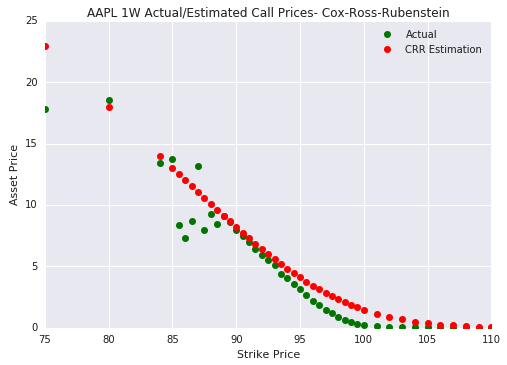 AAPL 1W Actual/Estimated Call Prices- Cox-Ross-Rubenstein
25
20
15
10
5
0
Asset Price
Actual
CRR Estimation
75
80
85
90
95
100
105
110
Strike Price